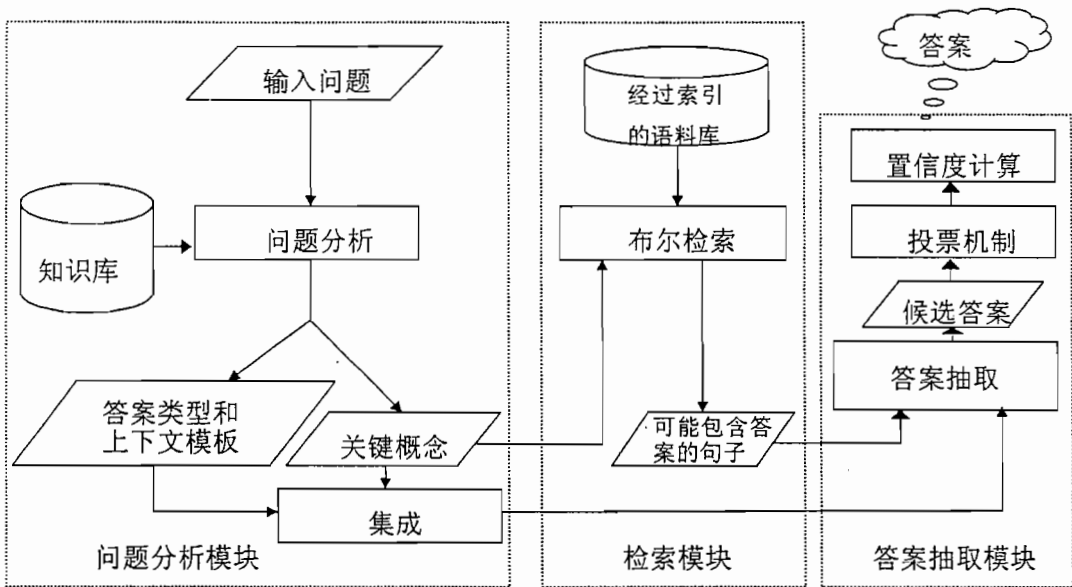 输入问题
知识库
问题分析
答案类型和
上下文模板
关键概念
集成
问题分析模块
经过索引
的语料库
布尔检索
可能包含答
案的句子
检索模块
答案
置信度计算
投票机制
候选答案
答案抽取
答案抽取模块